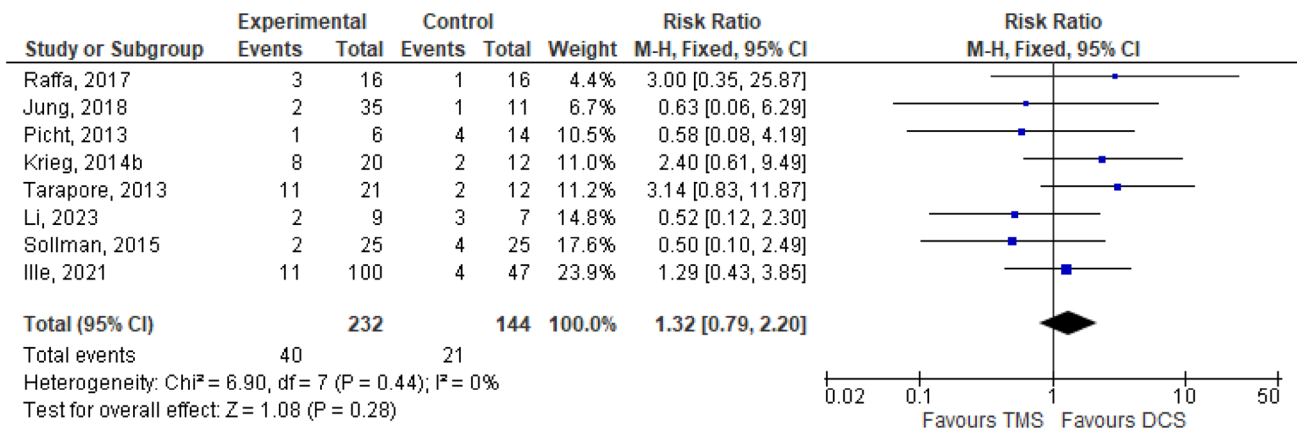 Experimental Control Risk Ratio Risk Ratio
Study or Subgroup Events Total Events Total Weight M-H, Fixed, 95% CI M-H, Fixed, 95% CI
Raffa, 2017 3 16 1 16 4.4% 3.00 [0.35, 25.87]
Jung, 2018 2 35 1 11 6.7% 0.63 [0.06, 6.29]
Picht, 2013 1 6 4 14 10.5% 0.58 [0.08, 4.19]
Krieg, 2014b 8 20 2 12 11.0% 2.40 [0.61, 9.49]
Tarapore, 2013 11 21 2 12 11.2% 3.14 [0.83, 11.87]
Li, 2023 2 9 3 7 14.8% 0.52 [0.12, 2.30]
Sollman, 2015 2 25 4 25 17.6% 0.50 [0.10, 2.49]
Ille, 2021 11 100 4 47 23.9% 1.29 [0.43, 3.85]
Total (95% CI) 232 144 100.0% 1.32 [0.79, 2.20]
Total events 40 21
Heterogeneity: Chi² = 6.90, df = 7 (P = 0.44); I² = 0%
Test for overall effect: Z = 1.08 (P = 0.28)
0.02 0.1 1 10 50
Favours TMS Favours DCS